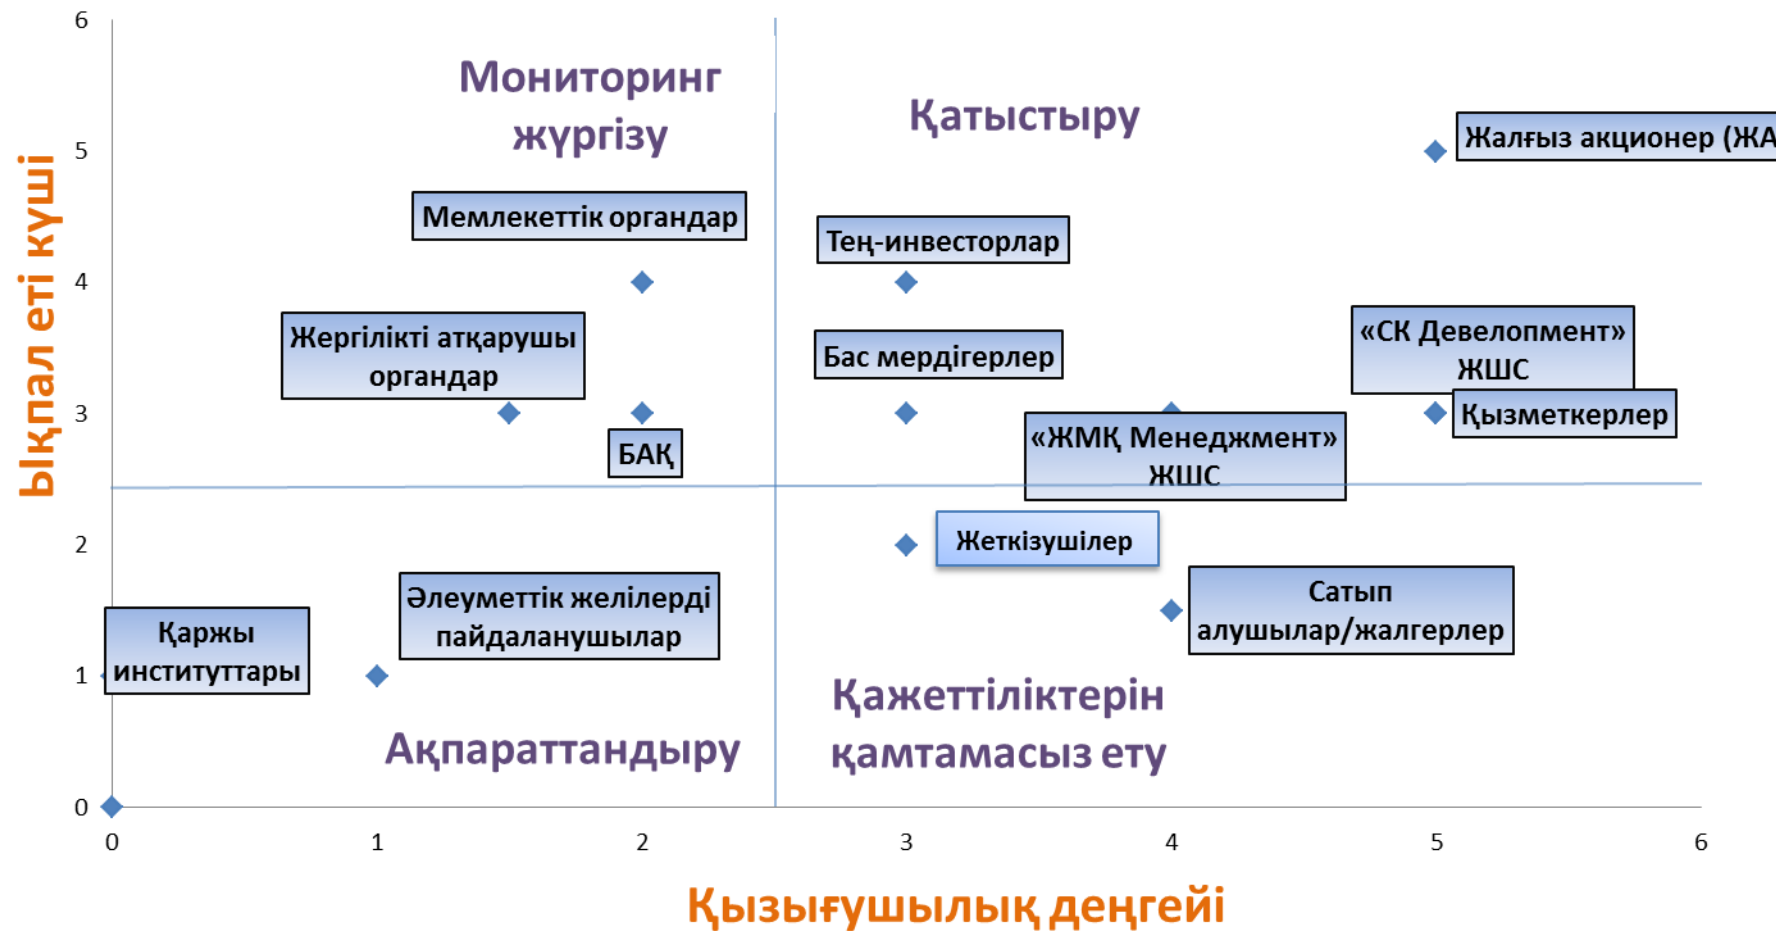 6
5
4
3
2
1
0
Ықпал еті күші
Мониторинг
жүргізу
Қатыстыру
Жалғыз акционер (ЖА
Мемлекеттік органдар
Тең-инвесторлар
Жергілікті атқарушы
органдар
Бас мердігерлер
«СК Девелопмент»
ЖШС
Қызметкерлер
БАҚ
«ЖМҚ Менеджмент»
ЖШС
Жеткізушілер
Қаржы
институттары
Әлеуметтік желілерді
пайдаланушылар
Сатып
алушылар/жалгерлер
Ақпараттандыру
Қажеттіліктерін
қамтамасыз ету
0 1 2 3 4 5 6
Қызығушылық деңгейі